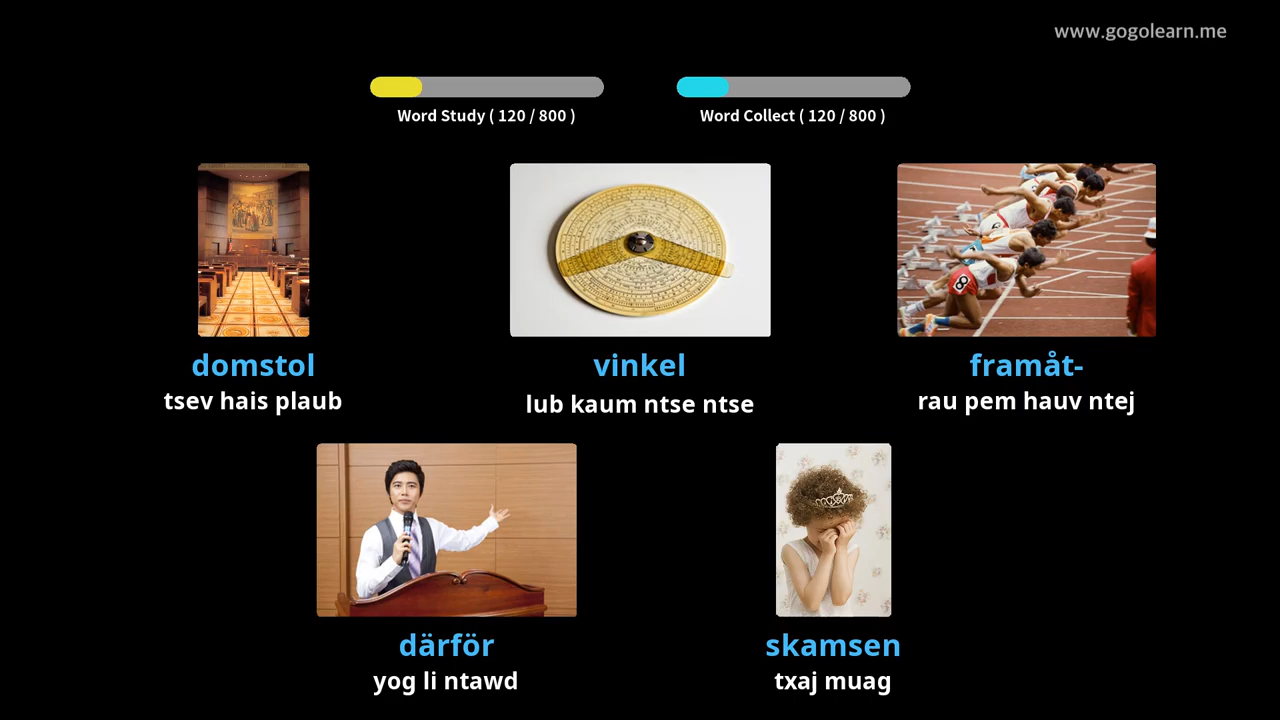 www.gogolearn.me
Word Study ( 120 / 800 )
Word Collect ( 120 / 800 )
domstol
tsev hais plaub
vinkel
lub kaum ntse ntse
framåt-
rau pem hauv ntej
därför
yog li ntawd
skamsen
txaj muag